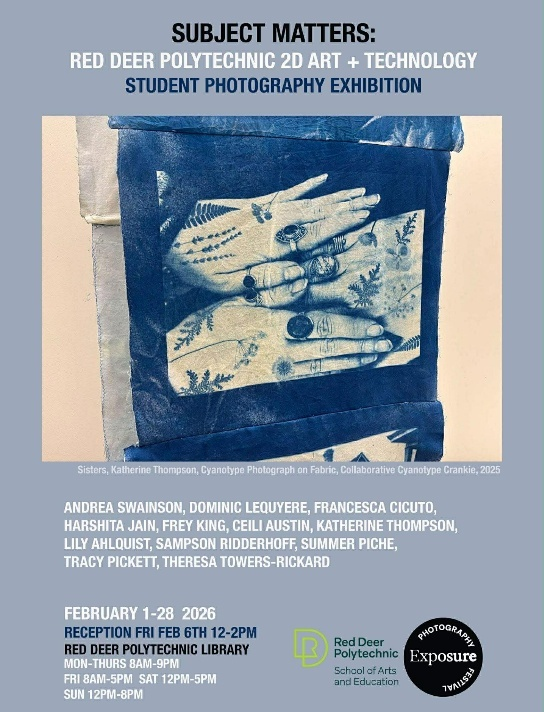 SUBJECT MATTERS:
RED DEER POLYTECHNIC 2D ART + TECHNOLOGY
STUDENT PHOTOGRAPHY EXHIBITION
Sisters, Katherine Thompson, Cyanotype Photograph on Fabric, Collaborative Cyanotype Crankie, 2025
ANDREA SWAINSON, DOMINIC LEQUYERE, FRANCESCA CICUTO,
HARSHITA JAIN, FREY KING, CEILI AUSTIN, KATHERINE THOMPSON,
LILY AHLQUIST, SAMPSON RIDDERHOFF, SUMMER PICHE,
TRACY PICKETT, THERESA TOWERS-RICKARD
FEBRUARY 1-28 2026
RECEPTION FRI FEB 6TH 12-2PM
RED DEER POLYTECHNIC LIBRARY
MON-THURS 8AM-9PM
FRI 8AM-5PM SAT 12PM-5PM
SUN 12PM-8PM
Red Deer
Polytechnic
School of Arts
and Education
PHOTOGRAPHY
Exposure
FESTIVAL